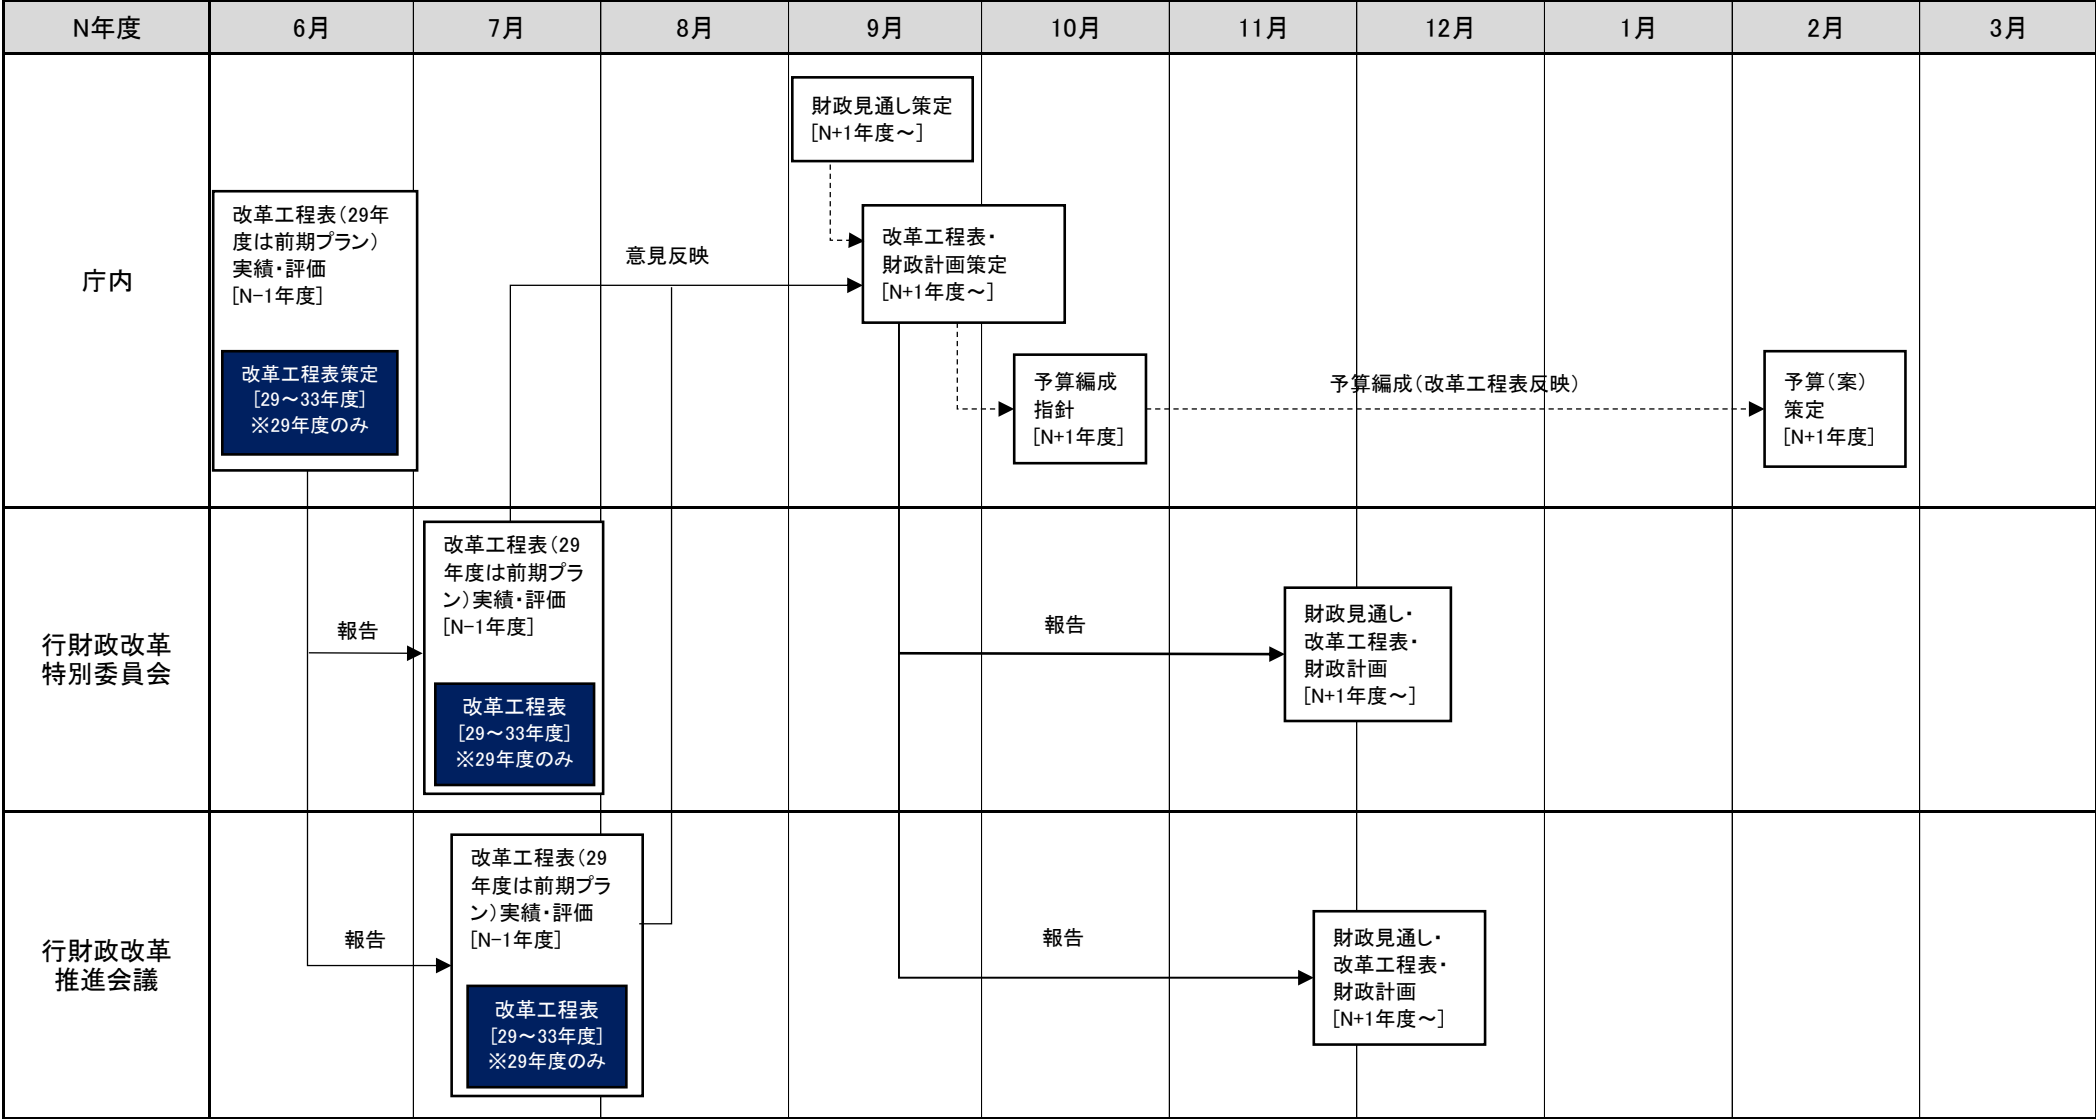 N年度
6月
7月
8月
9月
10月
11月
12月
1月
2月
3月
庁内
改革工程表（29年
度は前期プラン）
実績・評価
[N-1年度]
改革工程表策定
[29～33年度]
※29年度のみ
意見反映
財政見通し策定
[N+1年度～]
改革工程表・
財政計画策定
[N+1年度～]
予算編成
指針
[N+1年度]
予算編成（改革工程表反映）
予算（案）
策定
[N+1年度]
行財政改革
特別委員会
報告
改革工程表（29
年度は前期プラ
ン）実績・評価
[N-1年度]
改革工程表
[29～33年度]
※29年度のみ
報告
財政見通し・
改革工程表・
財政計画
[N+1年度～]
行財政改革
推進会議
報告
改革工程表（29
年度は前期プラ
ン）実績・評価
[N-1年度]
改革工程表
[29～33年度]
※29年度のみ
報告
財政見通し・
改革工程表・
財政計画
[N+1年度～]